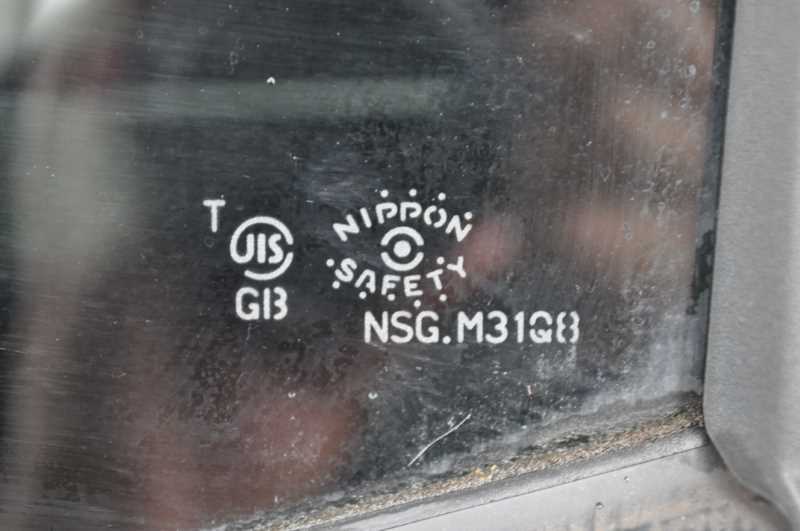 T
JIS
GB
NIPPON
SAFETY
NSG.M31Q8